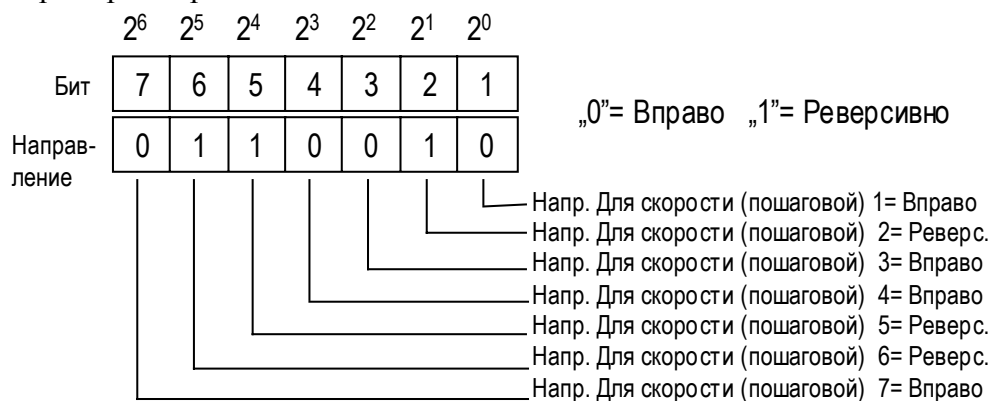 2⁶ 2⁵ 2⁴ 2³ 2² 2¹ 2⁰
Бит 7 6 5 4 3 2 1
„0”= Вправо „1”= Реверсивно
Направ-
ление
0 1 1 0 0 1 0
Напр. Для скорости (пошаговой) 1= Вправо
Напр. Для скорости (пошаговой) 2= Реверс.
Напр. Для скорости (пошаговой) 3= Вправо
Напр. Для скорости (пошаговой) 4= Вправо
Напр. Для скорости (пошаговой) 5= Реверс.
Напр. Для скорости (пошаговой) 6= Реверс.
Напр. Для скорости (пошаговой) 7= Вправо